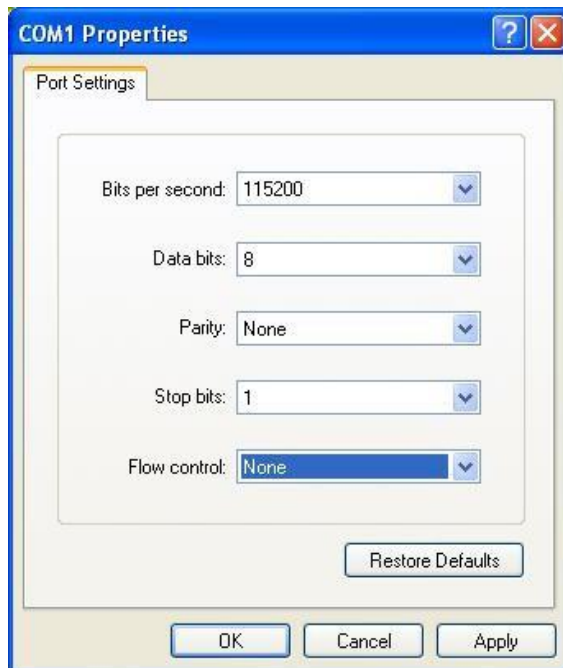 COM1 Properties
Port Settings
Bits per second: 115200
Data bits: 8
Parity: None
Stop bits: 1
Flow control: None
Restore Defaults
OK Cancel Apply